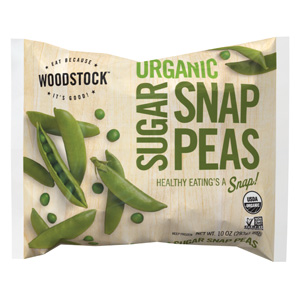 EAT BECAUSE
WOODSTOCK
IT'S GOOD!
ORGANIC
SUGAR
SNAP
PEAS
HEALTHY EATING'S A Snap!
USDA
ORGANIC
NET WT. 10 OZ
SUGAR SNAP PEAS